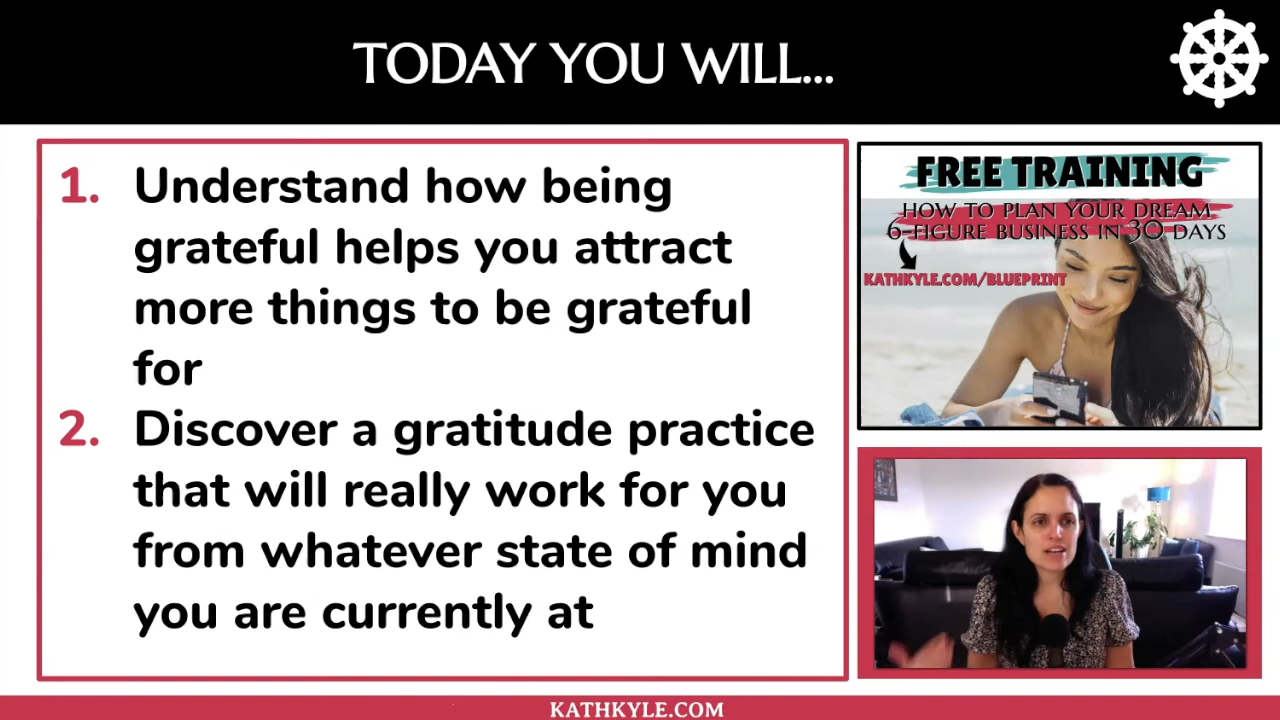 TODAY YOU WILL...
1. Understand how being
grateful helps you attract
more things to be grateful
for
2. Discover a gratitude practice
that will really work for you
from whatever state of mind
you are currently at
FREE TRAINING
HOW TO PLAN YOUR DREAM
6-FIGURE BUSINESS IN 30 DAYS
KATHKYLE.COM/BLUEPRINT
KATHKYLE.COM